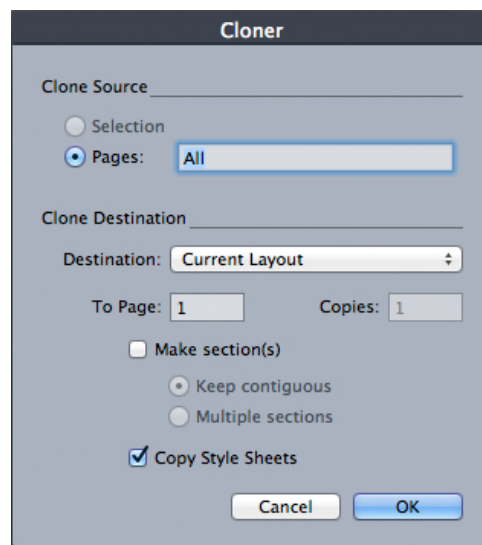 Cloner
Clone Source
Selection
Pages: All
Clone Destination
Destination: Current Layout
To Page: 1 Copies: 1
Make section(s)
Keep contiguous
Multiple sections
Copy Style Sheets
Cancel OK